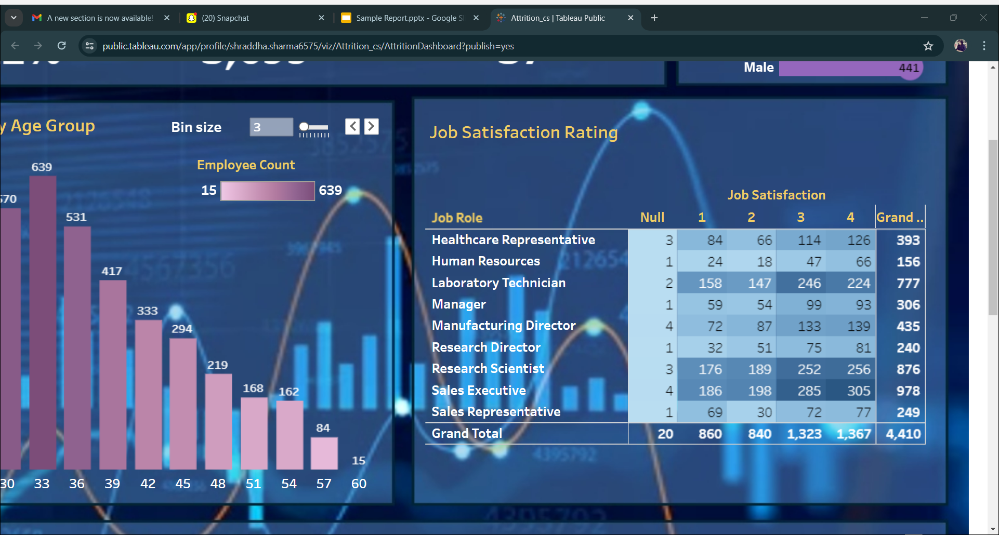 A new section is now available!
(20) Snapchat
Sample Report.pptx - Google Sl
Attrition_cs | Tableau Public
public.tableau.com/app/profile/shraddha.sharma6575/viz/Attrition_cs/AttritionDashboard?publish=yes
Male 441
y Age Group
Bin size 3
Employee Count
15 639
570 639 531 417 333 294 219 168 162 84 15
30 33 36 39 42 45 48 51 54 57 60
Job Satisfaction Rating
Job Satisfaction
Job Role Null 1 2 3 4 Grand ..
Healthcare Representative 3 84 66 114 126 393
Human Resources 1 24 18 47 66 156
Laboratory Technician 2 158 147 246 224 777
Manager 1 59 54 99 93 306
Manufacturing Director 4 72 87 133 139 435
Research Director 1 32 51 75 81 240
Research Scientist 3 176 189 252 256 876
Sales Executive 4 186 198 285 305 978
Sales Representative 1 69 30 72 77 249
Grand Total 20 860 840 1,323 1,367 4,410
2126548
4567356
4395792
4395792